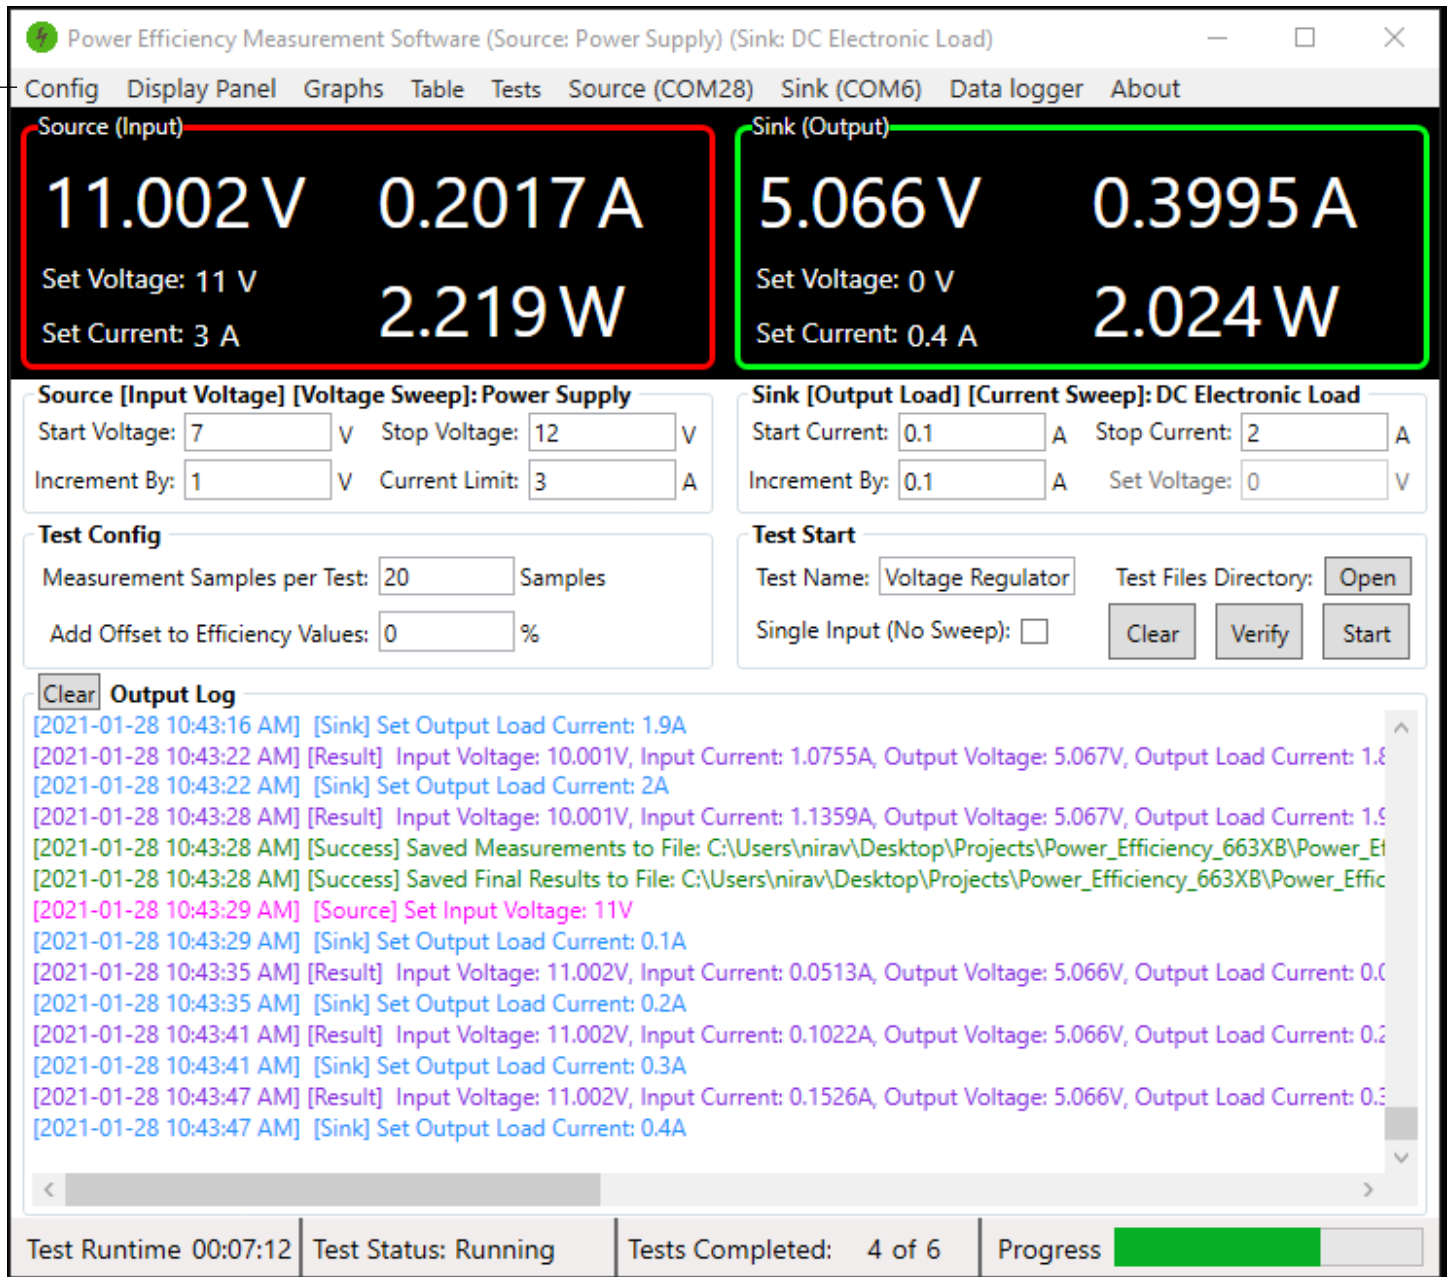 Power Efficiency Measurement Software (Source: Power Supply) (Sink: DC Electronic Load)
Config Display Panel Graphs Table Tests Source (COM28) Sink (COM6) Data logger About
Source (Input)
11.002 V 0.2017 A
Set Voltage: 11 V
2.219 W
Set Current: 3 A
Sink (Output)
5.066 V 0.3995 A
Set Voltage: 0 V
2.024 W
Set Current: 0.4 A
Source [Input Voltage] [Voltage Sweep]: Power Supply
Start Voltage: 7 V Stop Voltage: 12 V
Increment By: 1 V Current Limit: 3 A
Sink [Output Load] [Current Sweep]: DC Electronic Load
Start Current: 0.1 A Stop Current: 2 A
Increment By: 0.1 A Set Voltage: 0 V
Test Config
Measurement Samples per Test: 20 Samples
Add Offset to Efficiency Values: 0 %
Test Start
Test Name: Voltage Regulator Test Files Directory: Open
Single Input (No Sweep): Clear Verify Start
Clear Output Log
[2021-01-28 10:43:16 AM] [Sink] Set Output Load Current: 1.9A
[2021-01-28 10:43:22 AM] [Result] Input Voltage: 10.001V, Input Current: 1.0755A, Output Voltage: 5.067V, Output Load Current: 1.8
[2021-01-28 10:43:22 AM] [Sink] Set Output Load Current: 2A
[2021-01-28 10:43:28 AM] [Result] Input Voltage: 10.001V, Input Current: 1.1359A, Output Voltage: 5.067V, Output Load Current: 1.9
[2021-01-28 10:43:28 AM] [Success] Saved Measurements to File: C:\Users\nirav\Desktop\Projects\Power_Efficiency_663XB\Power_Ef
[2021-01-28 10:43:28 AM] [Success] Saved Final Results to File: C:\Users\nirav\Desktop\Projects\Power_Efficiency_663XB\Power_Effic
[2021-01-28 10:43:29 AM] [Source] Set Input Voltage: 11V
[2021-01-28 10:43:29 AM] [Sink] Set Output Load Current: 0.1A
[2021-01-28 10:43:35 AM] [Result] Input Voltage: 11.002V, Input Current: 0.0513A, Output Voltage: 5.066V, Output Load Current: 0.0
[2021-01-28 10:43:35 AM] [Sink] Set Output Load Current: 0.2A
[2021-01-28 10:43:41 AM] [Result] Input Voltage: 11.002V, Input Current: 0.1022A, Output Voltage: 5.066V, Output Load Current: 0.2
[2021-01-28 10:43:41 AM] [Sink] Set Output Load Current: 0.3A
[2021-01-28 10:43:47 AM] [Result] Input Voltage: 11.002V, Input Current: 0.1526A, Output Voltage: 5.066V, Output Load Current: 0.3
[2021-01-28 10:43:47 AM] [Sink] Set Output Load Current: 0.4A
Test Runtime 00:07:12 Test Status: Running Tests Completed: 4 of 6 Progress